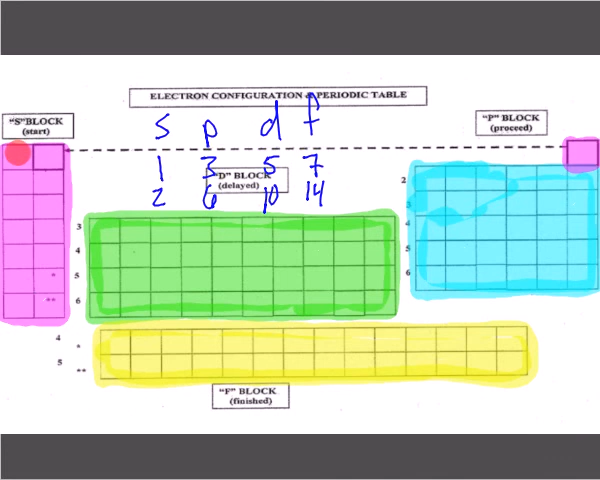 ELECTRON CONFIGURATION & PERIODIC TABLE
"S" BLOCK
(start)
"P" BLOCK
(proceed)
s p d f
1 3 5 7
"D" BLOCK
(delayed)
2 6 10 14
2
3
4
5
6
3
4
5
6
*
**
4 *
5 **
"F" BLOCK
(finished)